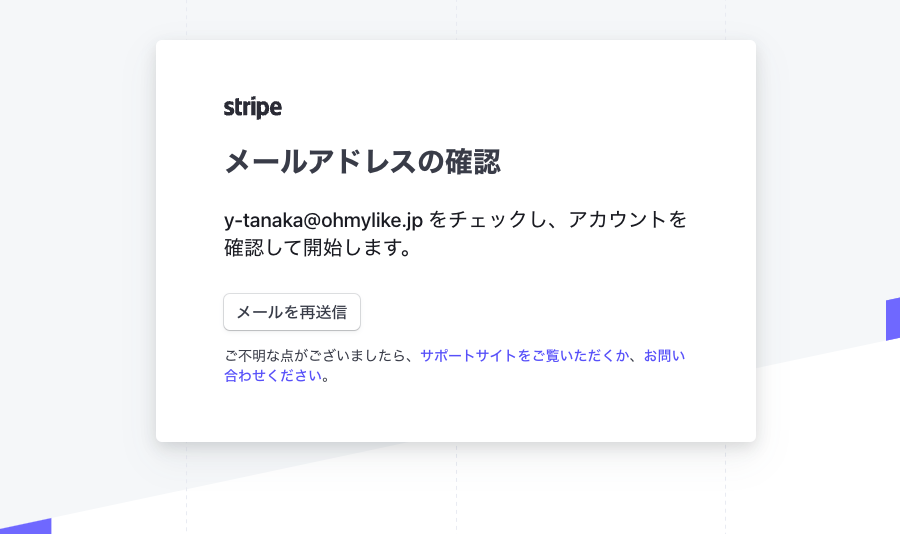 stripe
メールアドレスの確認
y-tanaka@ohmylike.jp をチェックし、アカウントを
確認して開始します。
メールを再送信
ご不明な点がございましたら、サポートサイトをご覧いただくか、お問い
合わせください。